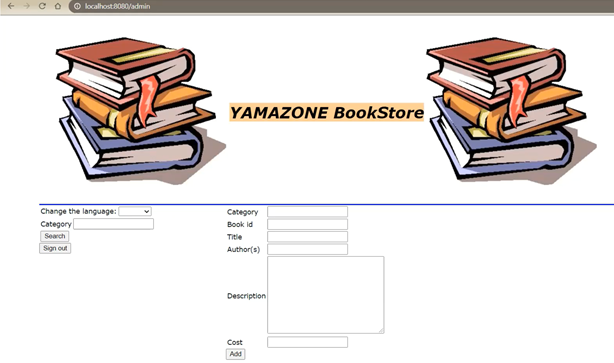 localhost:8080/admin
YAMAZONE BookStore
Change the language:
Category
Search
Sign out
Category
Book id
Title
Author(s)
Description
Cost
Add